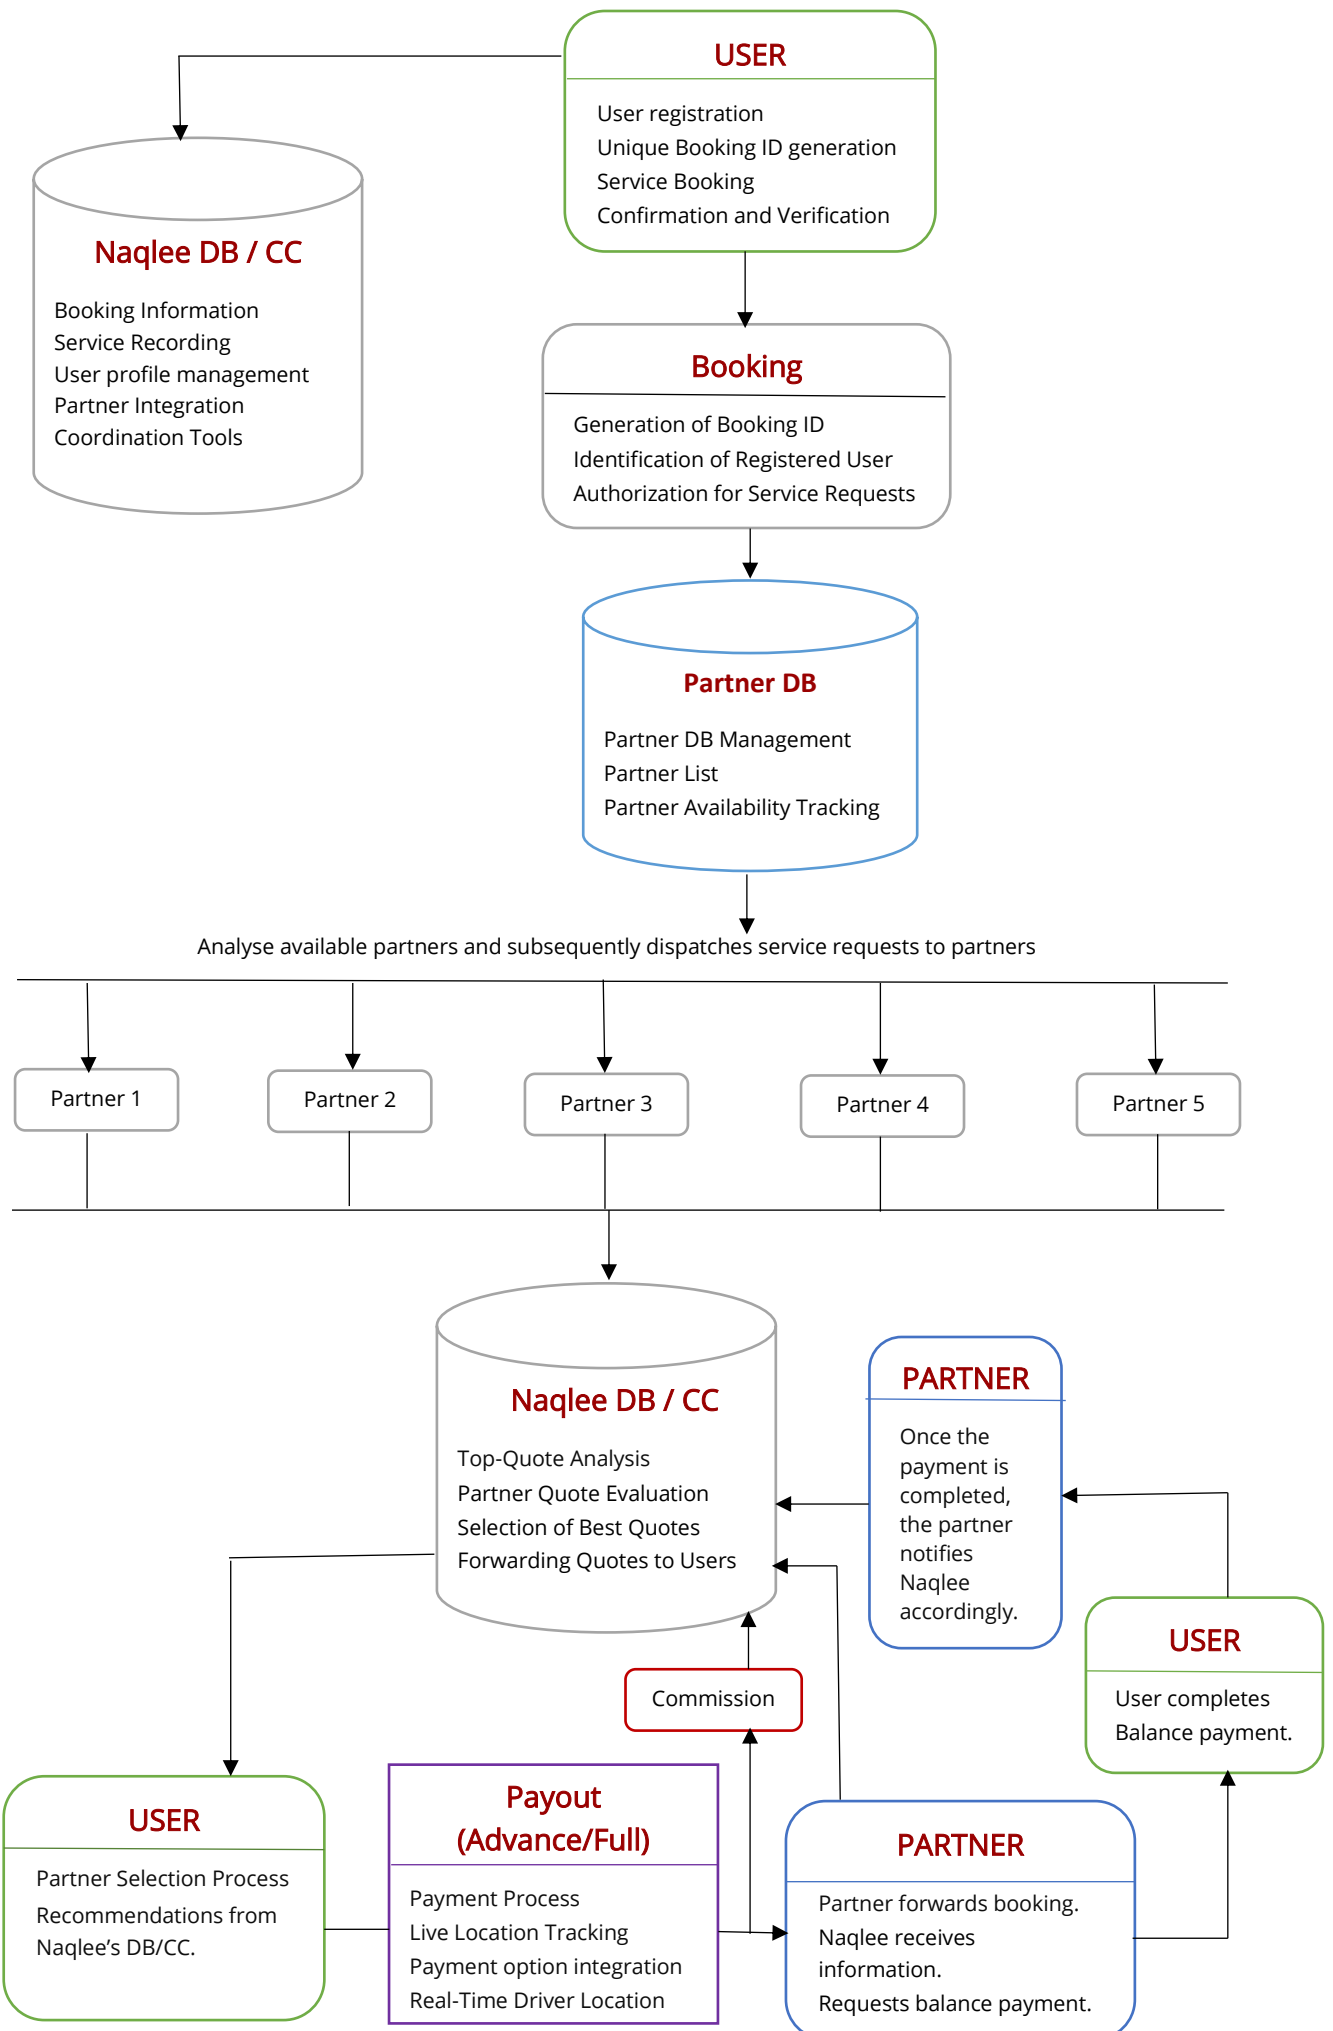 USER
User registration
Unique Booking ID generation
Service Booking
Confirmation and Verification
Naqlee DB / CC
Booking Information
Service Recording
User profile management
Partner Integration
Coordination Tools
Booking
Generation of Booking ID
Identification of Registered User
Authorization for Service Requests
Partner DB
Partner DB Management
Partner List
Partner Availability Tracking
Analyse available partners and subsequently dispatches service requests to partners
Partner 1
Partner 2
Partner 3
Partner 4
Partner 5
Naqlee DB / CC
Top-Quote Analysis
Partner Quote Evaluation
Selection of Best Quotes
Forwarding Quotes to Users
PARTNER
Once the
payment is
completed,
the partner
notifies
Naqlee
accordingly.
USER
User completes
Balance payment.
Commission
USER
Partner Selection Process
Recommendations from
Naqlee’s DB/CC.
Payout
(Advance/Full)
Payment Process
Live Location Tracking
Payment option integration
Real-Time Driver Location
PARTNER
Partner forwards booking.
Naqlee receives
information.
Requests balance payment.